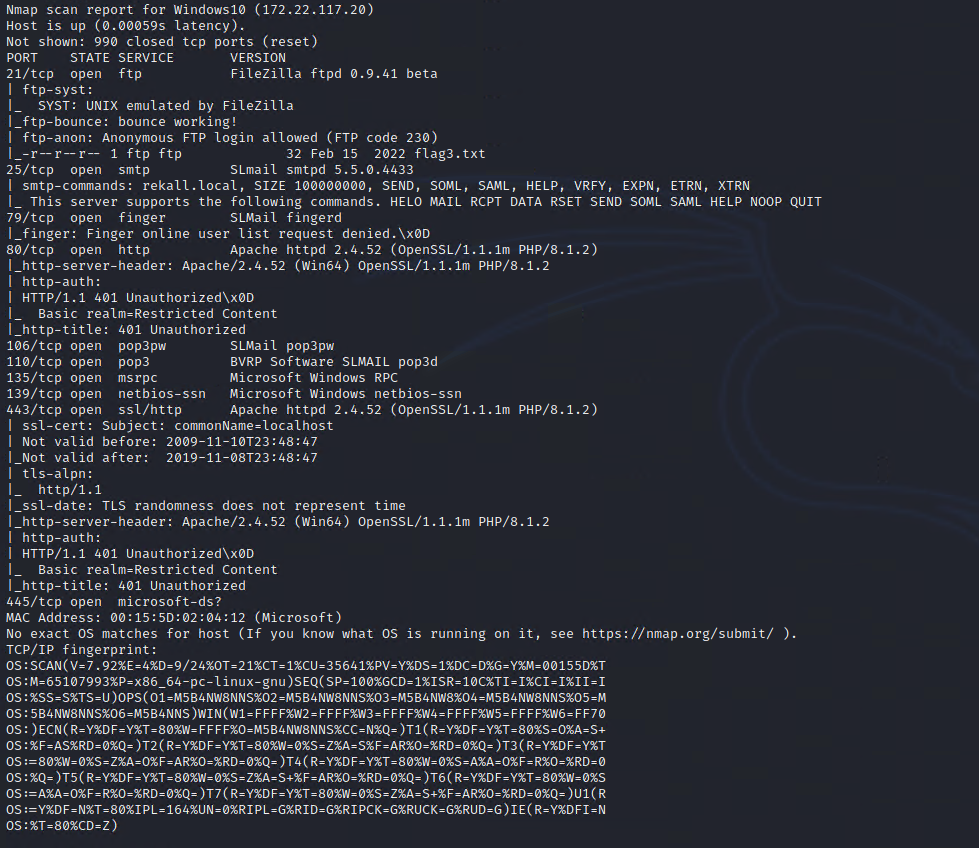 Nmap scan report for Windows10 (172.22.117.20)
Host is up (0.00059s latency).
Not shown: 990 closed tcp ports (reset)
PORT    STATE SERVICE       VERSION
21/tcp  open  ftp           FileZilla ftpd 0.9.41 beta
| ftp-syst:
|_  SYST: UNIX emulated by FileZilla
|_ftp-bounce: bounce working!
| ftp-anon: Anonymous FTP login allowed (FTP code 230)
|_-r--r--r-- 1 ftp ftp             32 Feb 15  2022 flag3.txt
25/tcp  open  smtp          SLmail smtpd 5.5.0.4433
| smtp-commands: rekall.local, SIZE 100000000, SEND, SOML, SAML, HELP, VRFY, EXPN, ETRN, XTRN
|_ This server supports the following commands. HELO MAIL RCPT DATA RSET SEND SOML SAML HELP NOOP QUIT
79/tcp  open  finger        SLMail fingerd
|_finger: Finger online user list request denied.\x0D
80/tcp  open  http          Apache httpd 2.4.52 (OpenSSL/1.1.1m PHP/8.1.2)
|_http-server-header: Apache/2.4.52 (Win64) OpenSSL/1.1.1m PHP/8.1.2
| http-auth:
| HTTP/1.1 401 Unauthorized\x0D
|_  Basic realm=Restricted Content
|_http-title: 401 Unauthorized
106/tcp open  pop3pw        SLMail pop3pw
110/tcp open  pop3          BVRP Software SLMAIL pop3d
135/tcp open  msrpc         Microsoft Windows RPC
139/tcp open  netbios-ssn   Microsoft Windows netbios-ssn
443/tcp open  ssl/http      Apache httpd 2.4.52 (OpenSSL/1.1.1m PHP/8.1.2)
| ssl-cert: Subject: commonName=localhost
| Not valid before: 2009-11-10T23:48:47
|_Not valid after:  2019-11-08T23:48:47
| tls-alpn:
|_  http/1.1
|_ssl-date: TLS randomness does not represent time
|_http-server-header: Apache/2.4.52 (Win64) OpenSSL/1.1.1m PHP/8.1.2
| http-auth:
| HTTP/1.1 401 Unauthorized\x0D
|_  Basic realm=Restricted Content
|_http-title: 401 Unauthorized
445/tcp open  microsoft-ds?
MAC Address: 00:15:5D:02:04:12 (Microsoft)
No exact OS matches for host (If you know what OS is running on it, see https://nmap.org/submit/ ).
TCP/IP fingerprint:
OS:SCAN(V=7.92%E=4%D=9/24%OT=21%CT=1%CU=35641%PV=Y%DS=1%DC=D%G=Y%M=00155D%T
OS:M=65107993%P=x86_64-pc-linux-gnu)SEQ(SP=100%GCD=1%ISR=10C%TI=I%CI=I%II=I
OS:%SS=S%TS=U)OPS(O1=M5B4NW8NNS%O2=M5B4NW8NNS%O3=M5B4NW8%O4=M5B4NW8NNS%O5=M
OS:5B4NW8NNS%O6=M5B4NNS)WIN(W1=FFFF%W2=FFFF%W3=FFFF%W4=FFFF%W5=FFFF%W6=FF70
OS:)ECN(R=Y%DF=Y%T=80%W=FFFF%O=M5B4NW8NNS%CC=N%Q=)T1(R=Y%DF=Y%T=80%S=O%A=S+
OS:%F=AS%RD=0%Q=)T2(R=Y%DF=Y%T=80%W=0%S=Z%A=S%F=AR%O=%RD=0%Q=)T3(R=Y%DF=Y%T
OS:=80%W=0%S=Z%A=O%F=AR%O=%RD=0%Q=)T4(R=Y%DF=Y%T=80%W=0%S=A%A=O%F=R%O=%RD=0
OS:%Q=)T5(R=Y%DF=Y%T=80%W=0%S=Z%A=S+%F=AR%O=%RD=0%Q=)T6(R=Y%DF=Y%T=80%W=0%S
OS:=A%A=O%F=R%O=%RD=0%Q=)T7(R=Y%DF=Y%T=80%W=0%S=Z%A=S+%F=AR%O=%RD=0%Q=)U1(R
OS:=Y%DF=N%T=80%IPL=164%UN=0%RIPL=G%RID=G%RIPCK=G%RUCK=G%RUD=G)IE(R=Y%DFI=N
OS:%T=80%CD=Z)